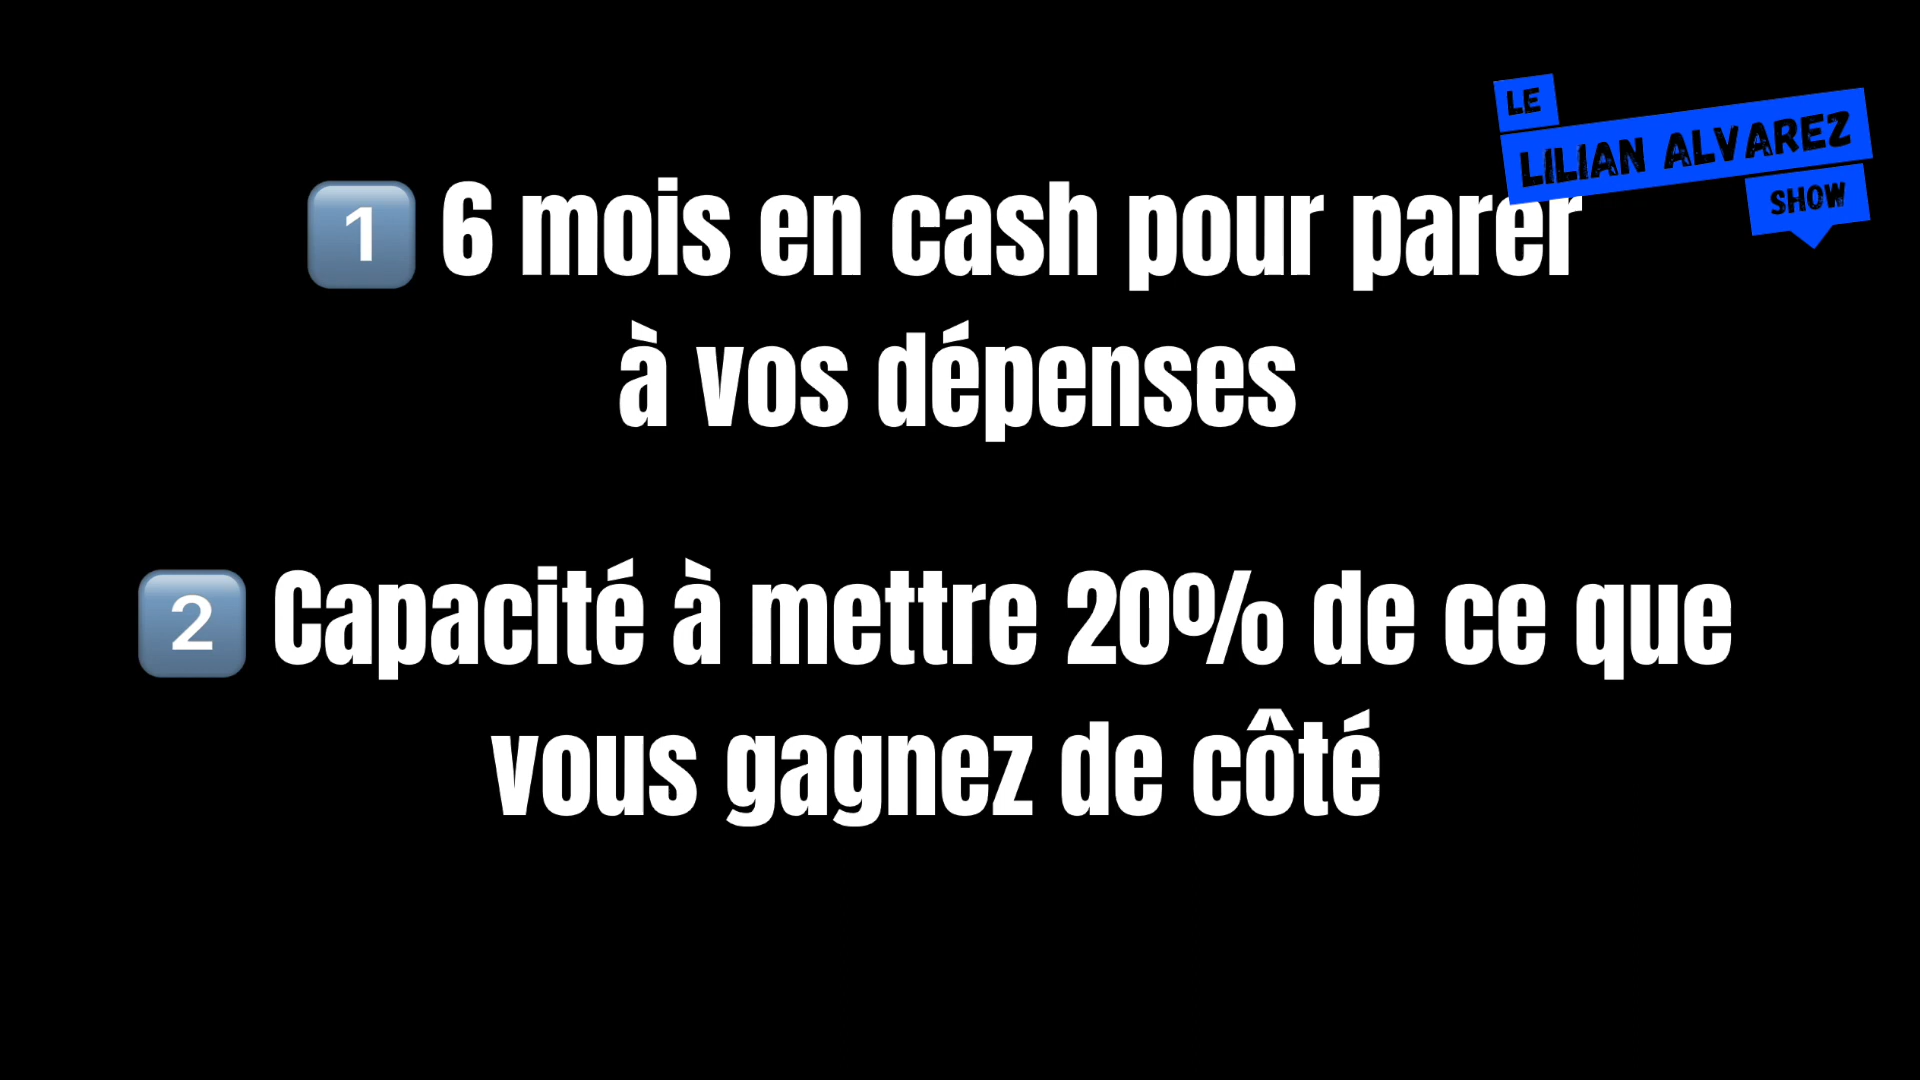 LE
LILIAN ALVAREZ
SHOW
1 6 mois en cash pour parer
à vos dépenses
2 Capacité à mettre 20% de ce que
vous gagnez de côté